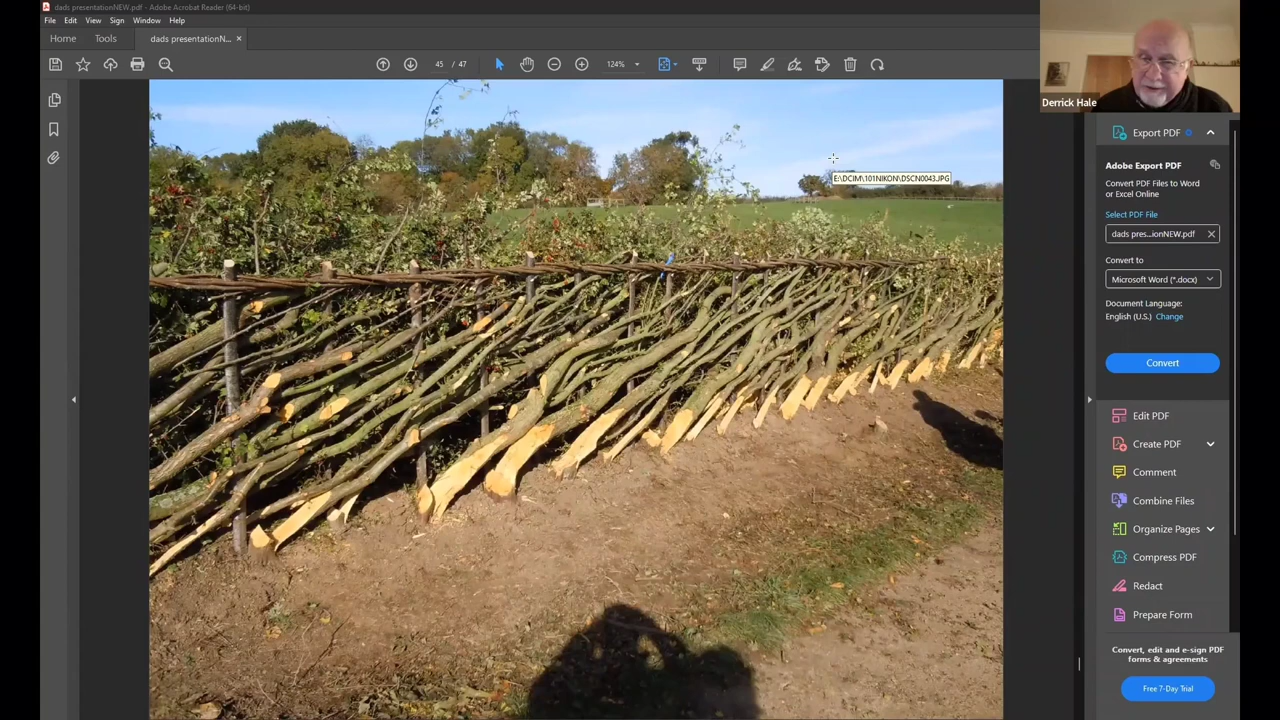 dads presentationNEW.pdf - Adobe Acrobat Reader (64-bit)
File Edit View Sign Window Help
Home Tools dads presentationN... ×
45 / 47 124%
Derrick Hale
E:\DCIM\101NIKON\DSCN0043.JPG
Export PDF
Adobe Export PDF
Convert PDF Files to Word
or Excel Online
Select PDF File
dads pres...ionNEW.pdf
Convert to
Microsoft Word (*.docx)
Document Language:
English (U.S.) Change
Convert
Edit PDF
Create PDF
Comment
Combine Files
Organize Pages
Compress PDF
Redact
Prepare Form
Convert, edit and e-sign PDF
forms & agreements
Free 7-Day Trial